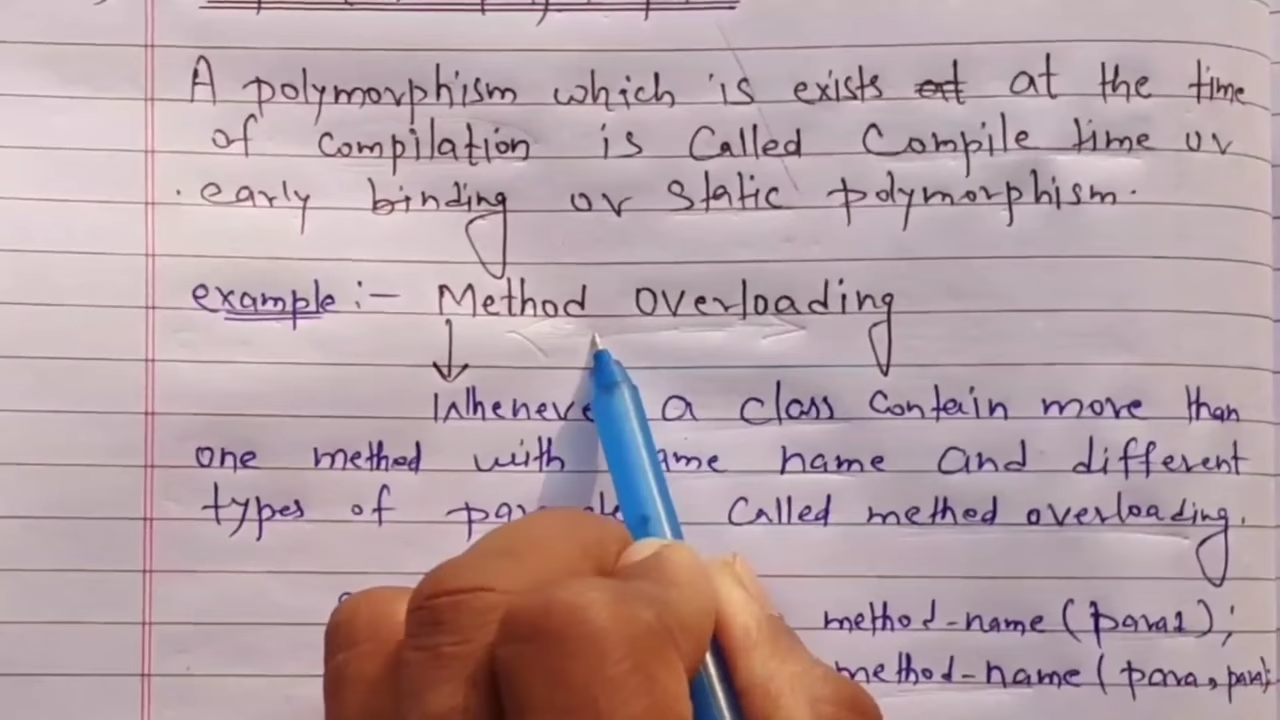 A polymorphism which is exists at at the time
of compilation is Called Compile time or
early binding or static polymorphism.
example :- Method Overloading
Whenever a class contain more than
one method with same name and different
types of Called method overloading.
method-name (para1);
method-name (para, para)